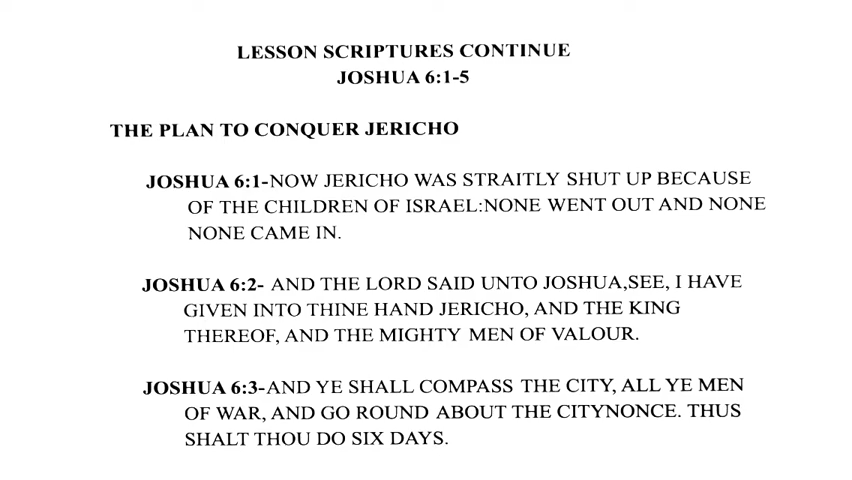 LESSON SCRIPTURES CONTINUE
JOSHUA 6:1-5
THE PLAN TO CONQUER JERICHO
JOSHUA 6:1-NOW JERICHO WAS STRAITLY SHUT UP BECAUSE
OF THE CHILDREN OF ISRAEL:NONE WENT OUT AND NONE
NONE CAME IN.
JOSHUA 6:2- AND THE LORD SAID UNTO JOSHUA,SEE, I HAVE
GIVEN INTO THINE HAND JERICHO, AND THE KING
THEREOF, AND THE MIGHTY MEN OF VALOUR.
JOSHUA 6:3-AND YE SHALL COMPASS THE CITY, ALL YE MEN
OF WAR, AND GO ROUND ABOUT THE CITYNONCE. THUS
SHALT THOU DO SIX DAYS.